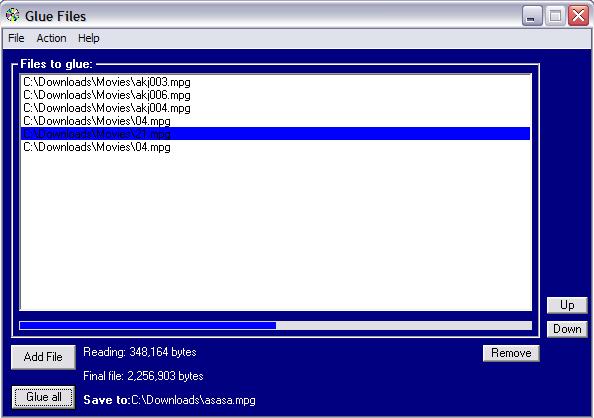 Glue Files
File Action Help
Files to glue:
C:\Downloads\Movies\akj003.mpg
C:\Downloads\Movies\akj006.mpg
C:\Downloads\Movies\akj004.mpg
C:\Downloads\Movies\04.mpg
C:\Downloads\Movies\21.mpg
C:\Downloads\Movies\04.mpg
Up
Down
Add File
Reading: 348,164 bytes
Remove
Final file: 2,256,903 bytes
Glue all
Save to:C:\Downloads\asasa.mpg